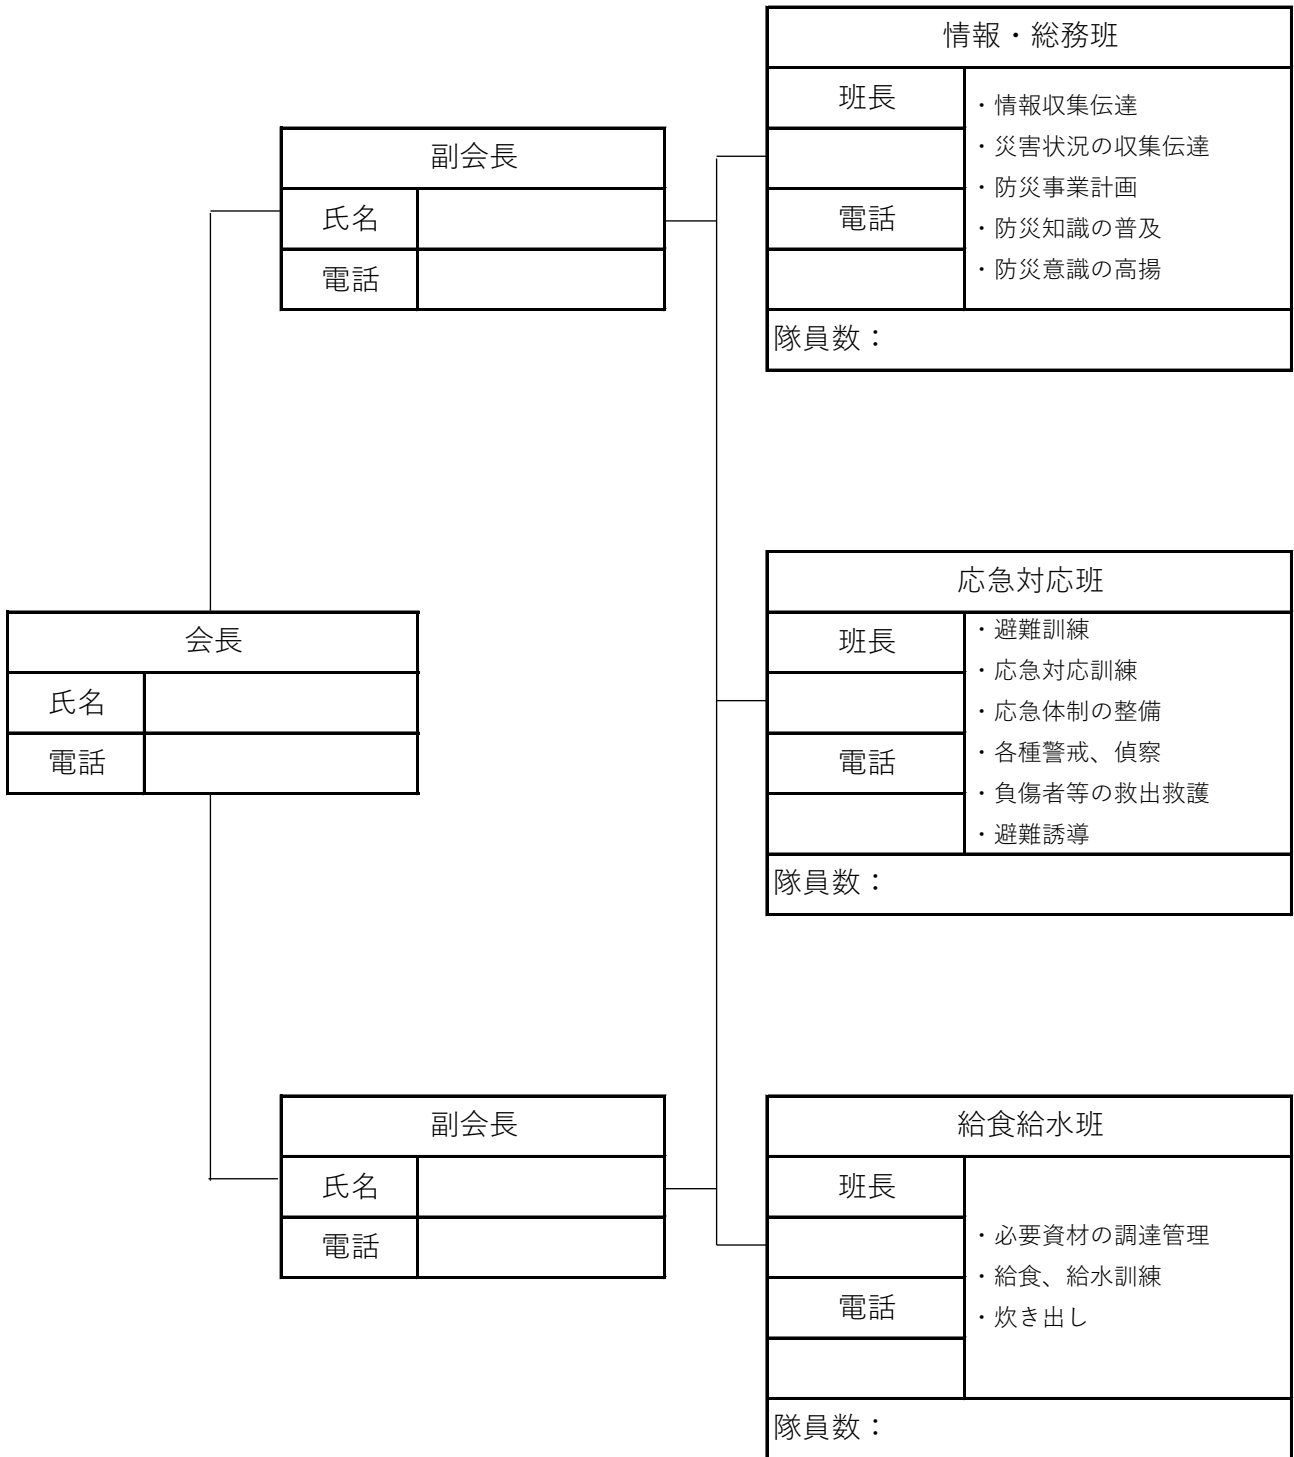 会長
氏名
電話
副会長
氏名
電話
副会長
氏名
電話
情報・総務班
班長
電話
・情報収集伝達
・災害状況の収集伝達
・防災事業計画
・防災知識の普及
・防災意識の高揚
隊員数：
応急対応班
班長
電話
・避難訓練
・応急対応訓練
・応急体制の整備
・各種警戒、偵察
・負傷者等の救出救護
・避難誘導
隊員数：
給食給水班
班長
電話
・必要資材の調達管理
・給食、給水訓練
・炊き出し
隊員数：